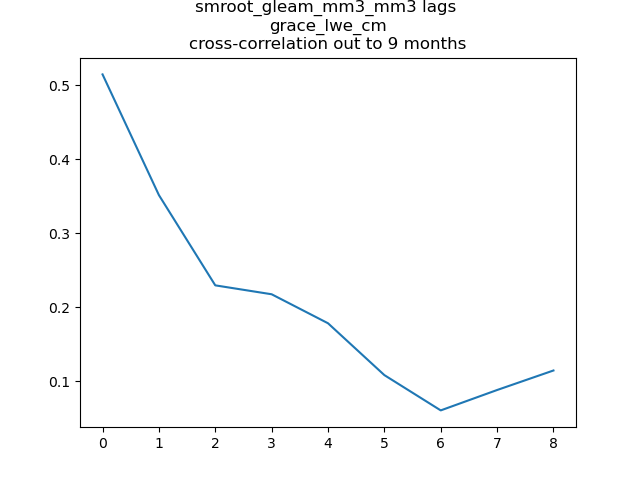 smroot_gleam_mm3_mm3 lags
grace_lwe_cm
cross-correlation out to 9 months
0.5
0.4
0.3
0.2
0.1
0 1 2 3 4 5 6 7 8